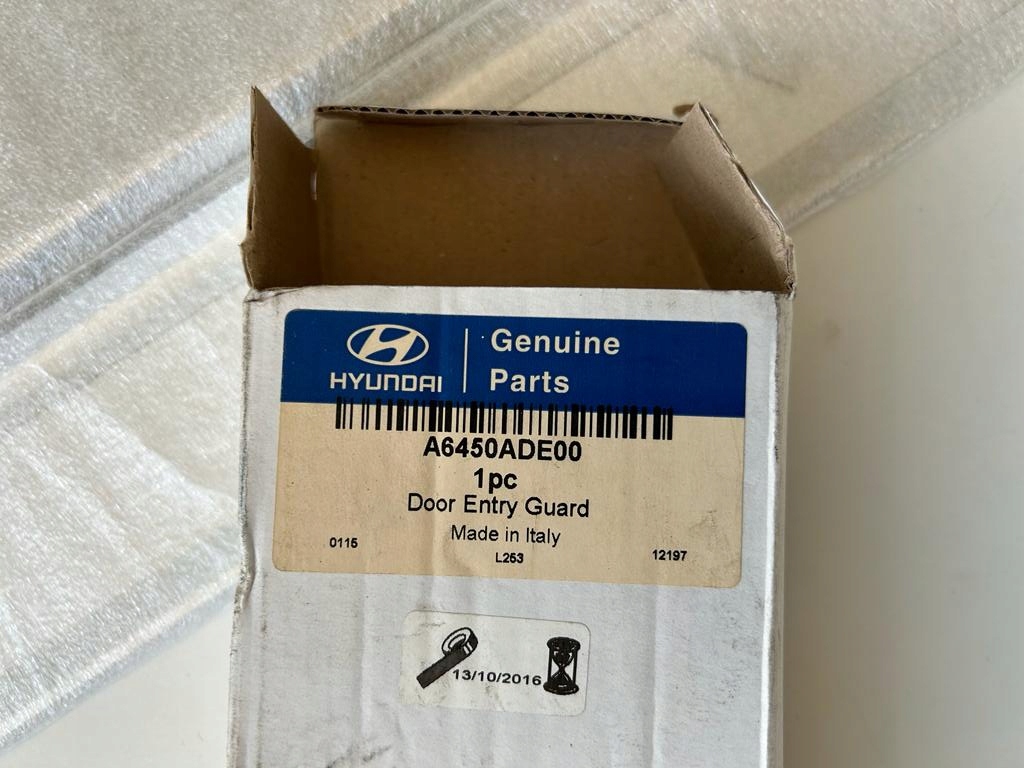 HYUNDAI
Genuine
Parts
A6450ADE00
1pc
Door Entry Guard
Made in Italy
0115
L253
12197
13/10/2016